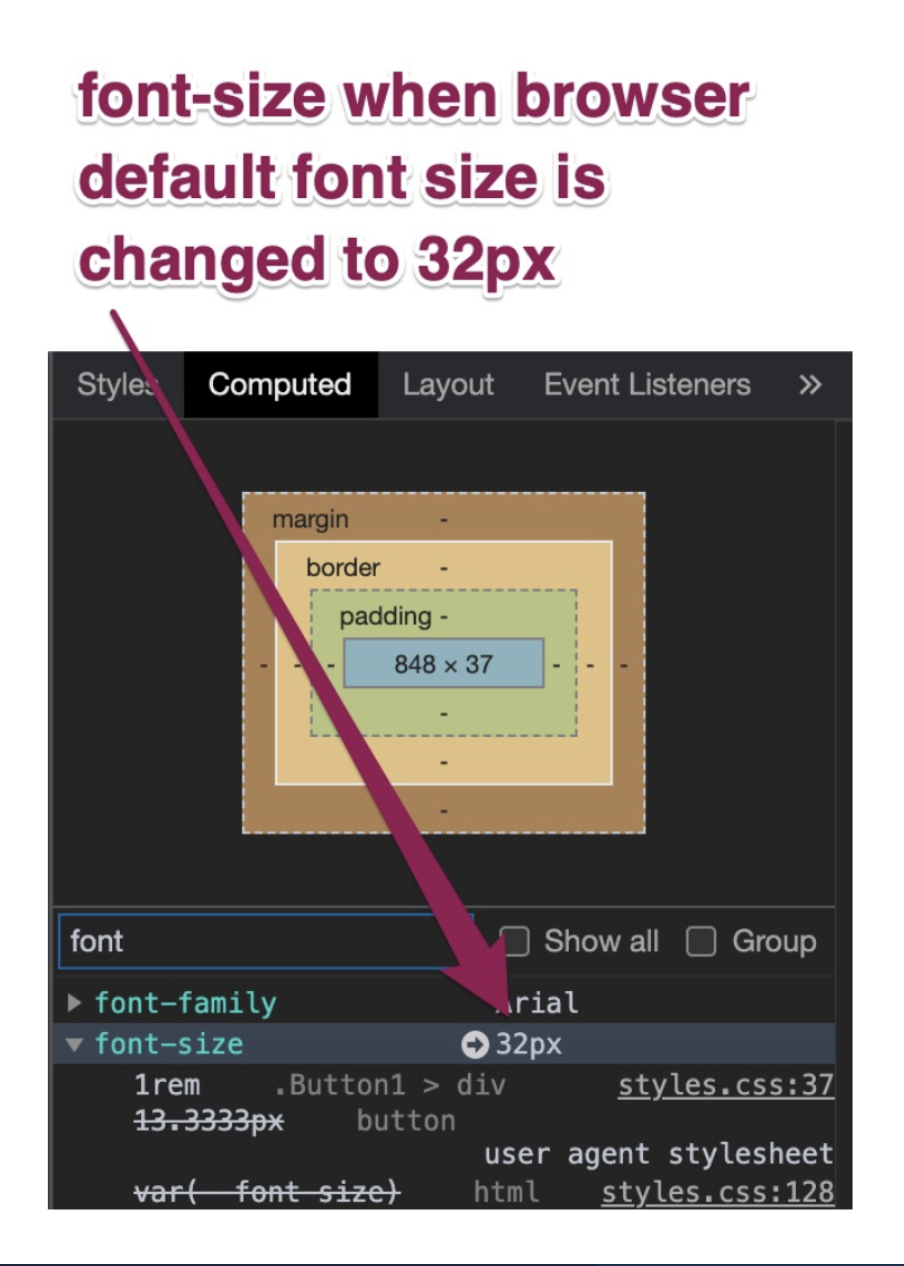 font-size when browser
default font size is
changed to 32px
Styles Computed Layout Event Listeners »
margin -
border -
padding -
- - - 848 × 37 - - -
-
-
-
font Show all Group
font-family Arial
font-size 32px
1rem .Button1 > div styles.css:37
13.3333px button
user agent stylesheet
var(--font-size) html styles.css:128